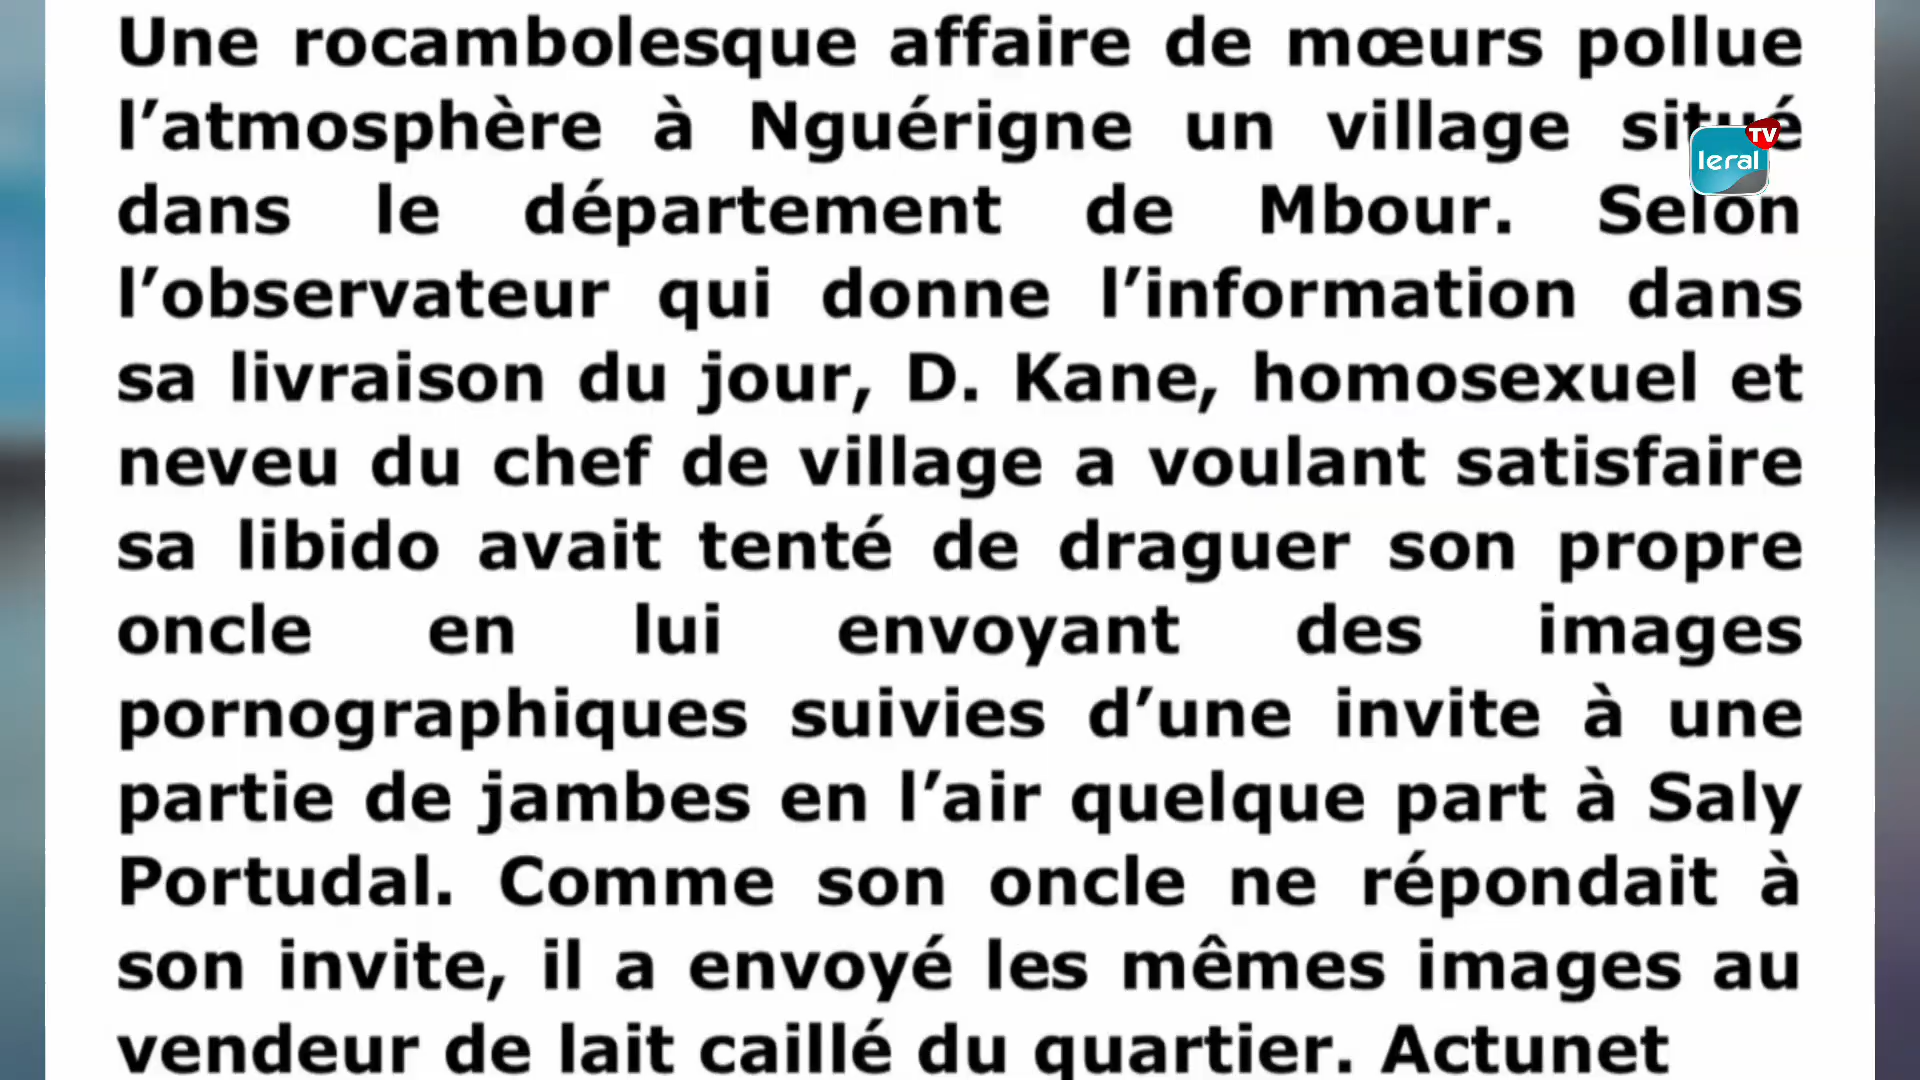 Une rocambolesque affaire de mœurs pollue
l’atmosphère à Nguérigne un village situé
TV
leral
dans le département de Mbour. Selon
l’observateur qui donne l’information dans
sa livraison du jour, D. Kane, homosexuel et
neveu du chef de village a voulant satisfaire
sa libido avait tenté de draguer son propre
oncle en lui envoyant des images
pornographiques suivies d’une invite à une
partie de jambes en l’air quelque part à Saly
Portudal. Comme son oncle ne répondait à
son invite, il a envoyé les mêmes images au
vendeur de lait caillé du quartier. Actunet